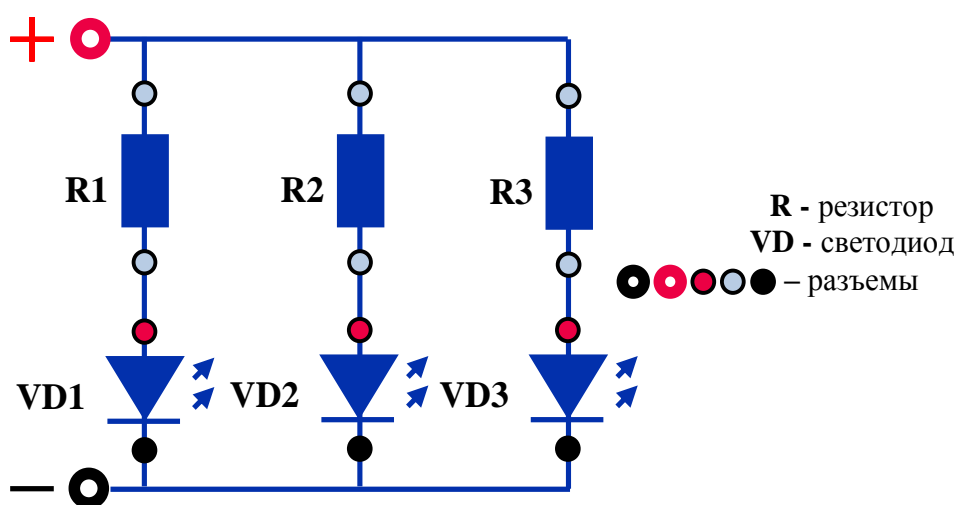 +
R1
R2
R3
R - резистор
VD - светодиод
– разъемы
VD1
VD2
VD3
–